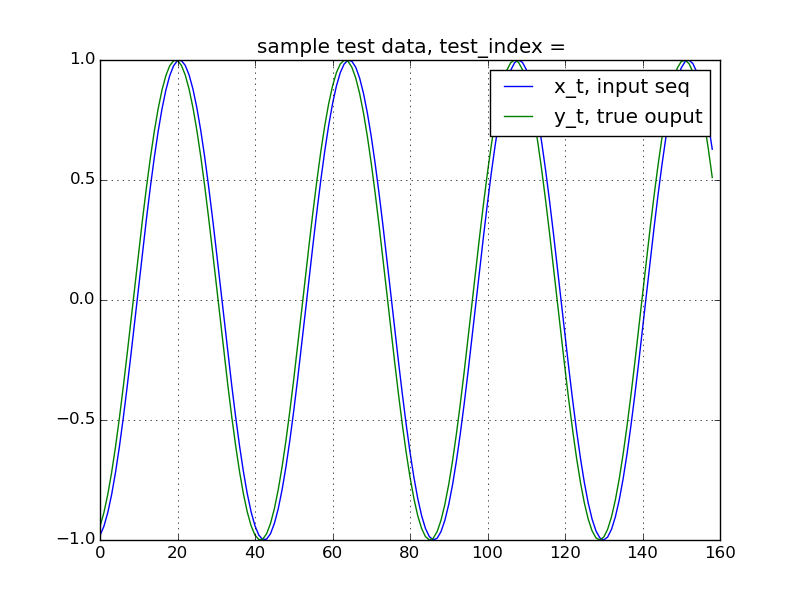 sample test data, test_index =
x_t, input seq
y_t, true ouput
1.0
0.5
0.0
−0.5
−1.0
0 20 40 60 80 100 120 140 160